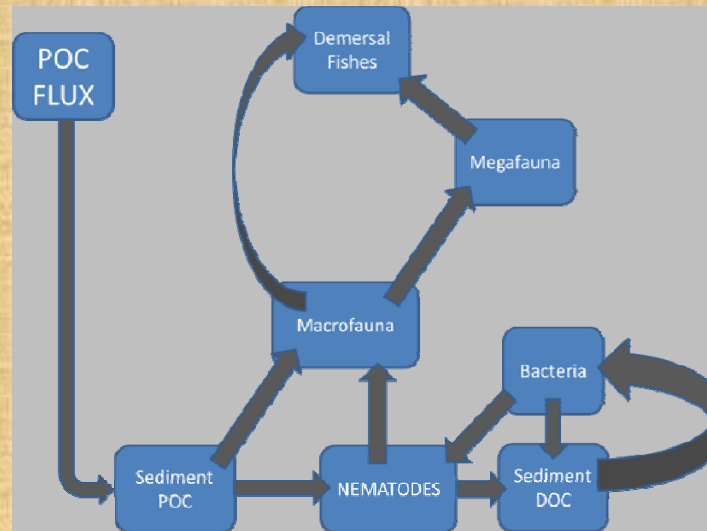 POC
FLUX
Demersal
Fishes
Megafauna
Macrofauna
Bacteria
Sediment
POC
NEMATODES
Sediment
DOC